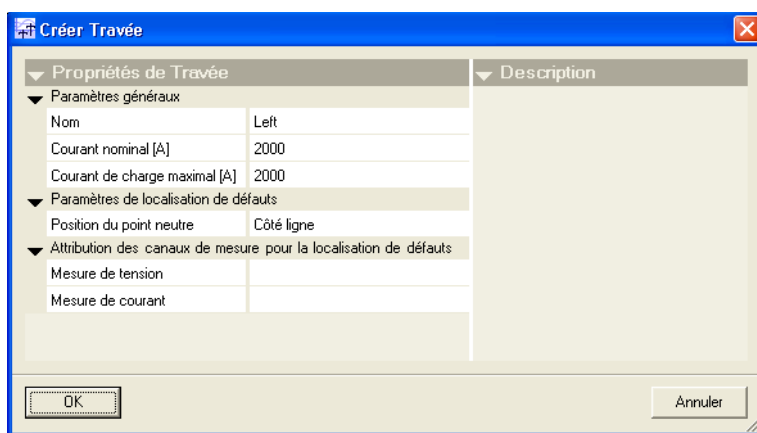 Créer Travée
Propriétés de Travée
Paramètres généraux
Nom Left
Courant nominal [A] 2000
Courant de charge maximal [A] 2000
Paramètres de localisation de défauts
Position du point neutre Côté ligne
Attribution des canaux de mesure pour la localisation de défauts
Mesure de tension
Mesure de courant
Description
OK
Annuler